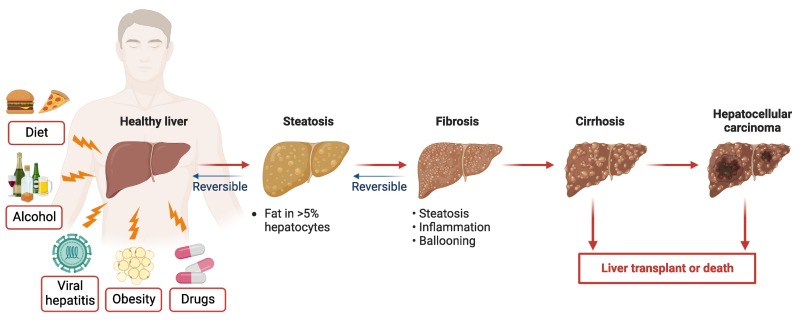 Healthy liver
Steatosis
Fibrosis
Cirrhosis
Hepatocellular
carcinoma
Diet
Alcohol
Viral
hepatitis
Obesity
Drugs
Reversible
Reversible
• Fat in >5%
hepatocytes
• Steatosis
• Inflammation
• Ballooning
Liver transplant or death